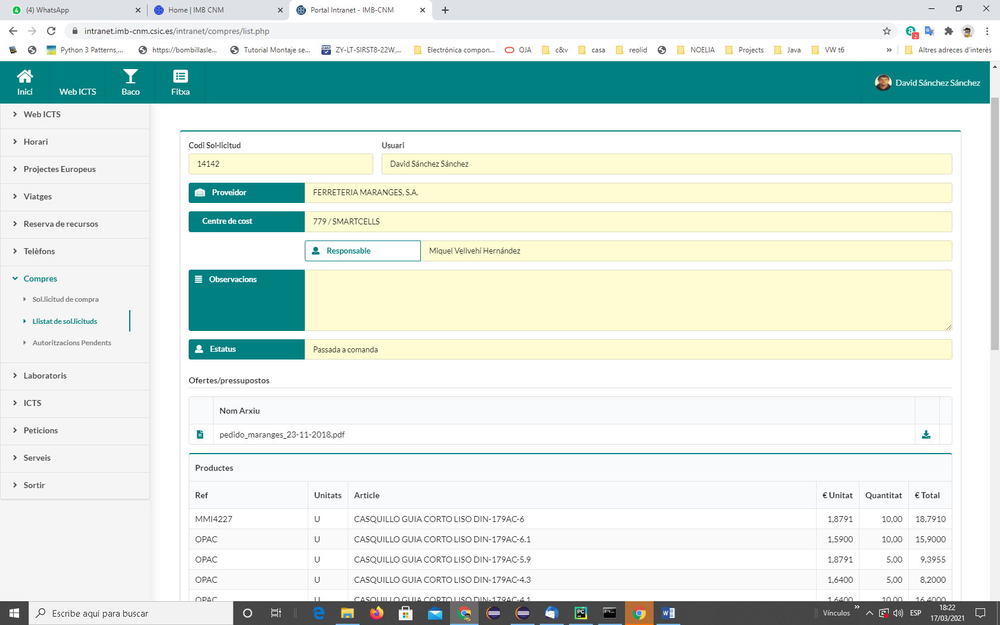 (4) WhatsApp
Home | IMB CNM
Portal Intranet - IMB-CNM
intranet.imb-cnm.csic.es/intranet/compres/list.php
2
Python 3 Patterns,...
https://bombillasle...
Tutorial Montaje se...
ZY-LT-SIRST8-22W,...
Electrónica compon...
OJA
c&v
casa
reolid
NOELIA
Projects
Java
VW t6
»
Altres adreces d'interès
Inici
Web ICTS
Baco
Fitxa
David Sánchez Sánchez
Web ICTS
Horari
Projectes Europeus
Viatges
Reserva de recursos
Telèfons
Compres
Sol.licitud de compra
Llistat de sol.licituds
Autoritzacions Pendents
Laboratoris
ICTS
Peticions
Serveis
Sortir
Codi Sol·licitud
Usuari
14142
David Sánchez Sánchez
Proveidor
FERRETERIA MARANGES, S.A.
Centre de cost
779 / SMARTCELLS
Responsable
Miquel Vellvehí Hernández
Observacions
Estatus
Passada a comanda
Ofertes/pressupostos
Nom Arxiu
pedido_maranges_23-11-2018.pdf
Productes
Ref Unitats Article € Unitat Quantitat € Total
MMI4227 U CASQUILLO GUIA CORTO LISO DIN-179AC-6 1,8791 10,00 18,7910
OPAC U CASQUILLO GUIA CORTO LISO DIN-179AC-6.1 1,5900 10,00 15,9000
OPAC U CASQUILLO GUIA CORTO LISO DIN-179AC-5.9 1,8791 5,00 9,3955
OPAC U CASQUILLO GUIA CORTO LISO DIN-179AC-4.3 1,6400 5,00 8,2000
OPAC U CASQUILLO GUIA CORTO LISO DIN-179AC-4.1 1,6400 10,00 16,4000
Escribe aquí para buscar
Vínculos
»
ESP
18:22
17/03/2021